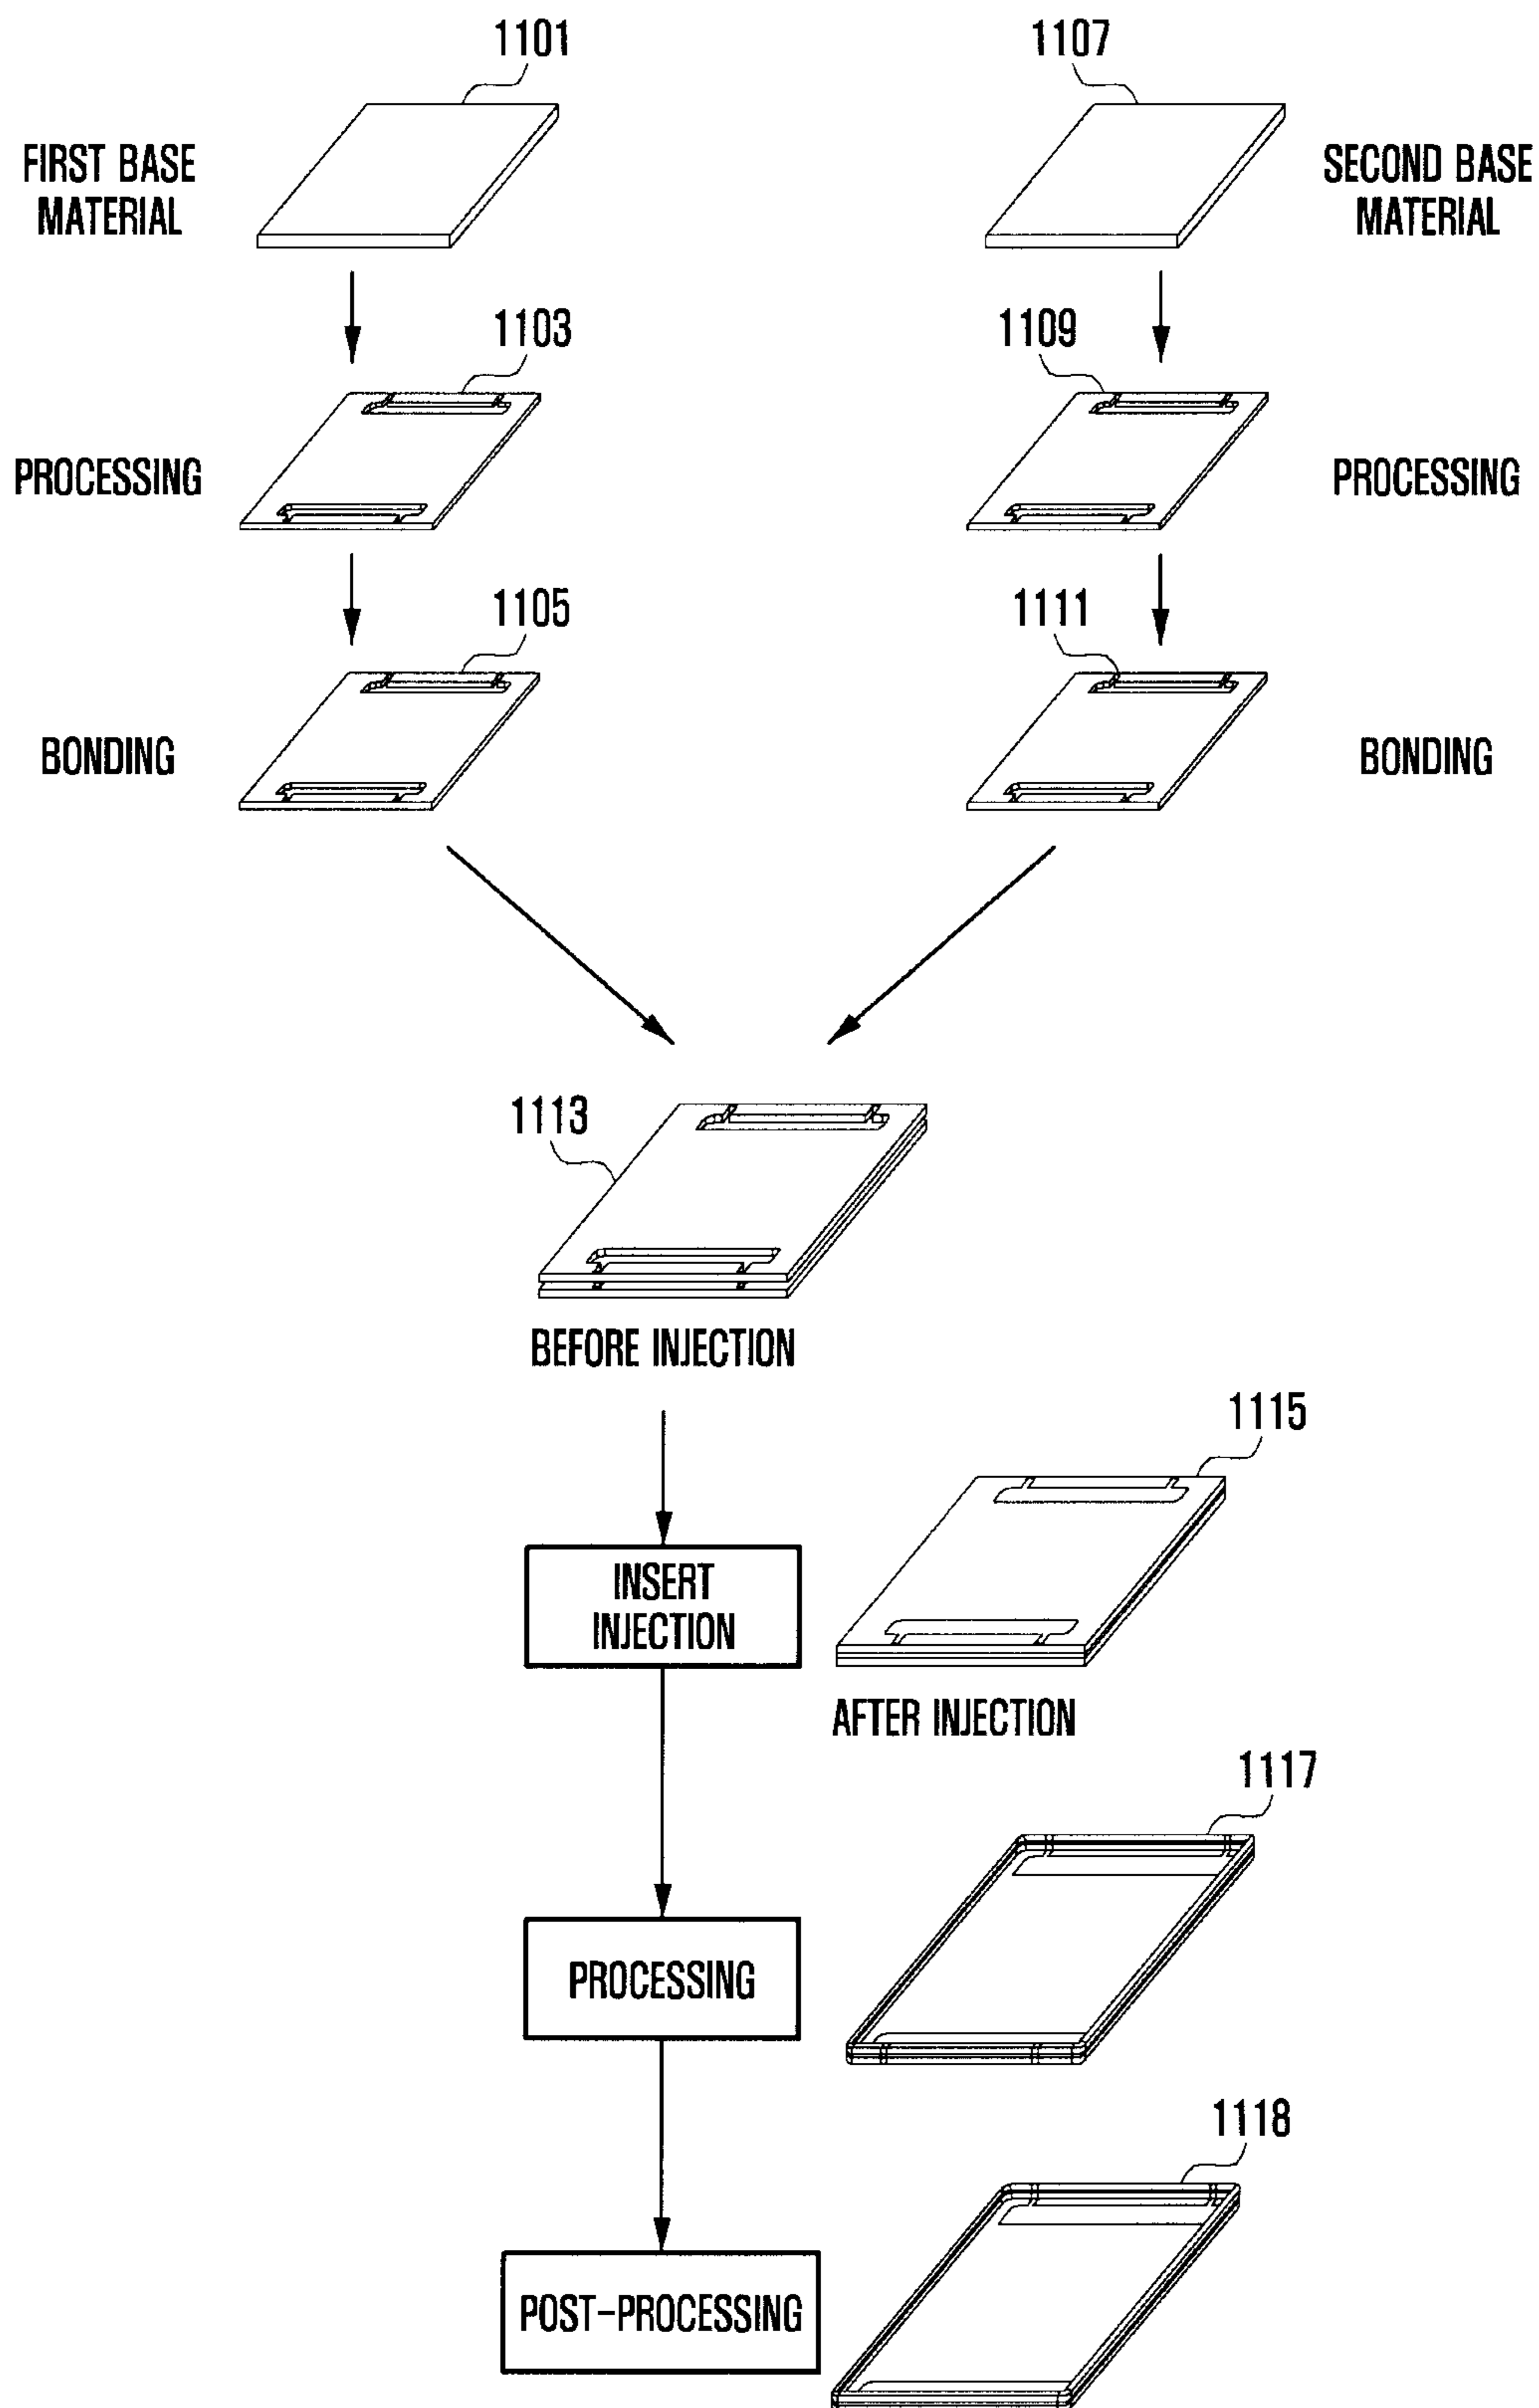 1101
1107
FIRST BASE
MATERIAL
SECOND BASE
MATERIAL
1103
1109
PROCESSING
PROCESSING
1105
1111
BONDING
BONDING
1113
BEFORE INJECTION
1115
INSERT
INJECTION
AFTER INJECTION
1117
PROCESSING
1118
POST-PROCESSING